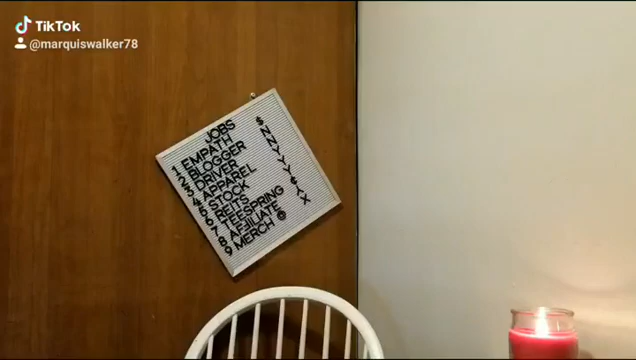 TikTok
@marquiswalker78
JOBS $
1 EMPATH N
2 BLOGGER N
3 DRIVER N
4 APPAREL Y
5 STOCK Y
6 REITS Y
7 TEESPRING
8 AFFILIATE
9 MERCH X